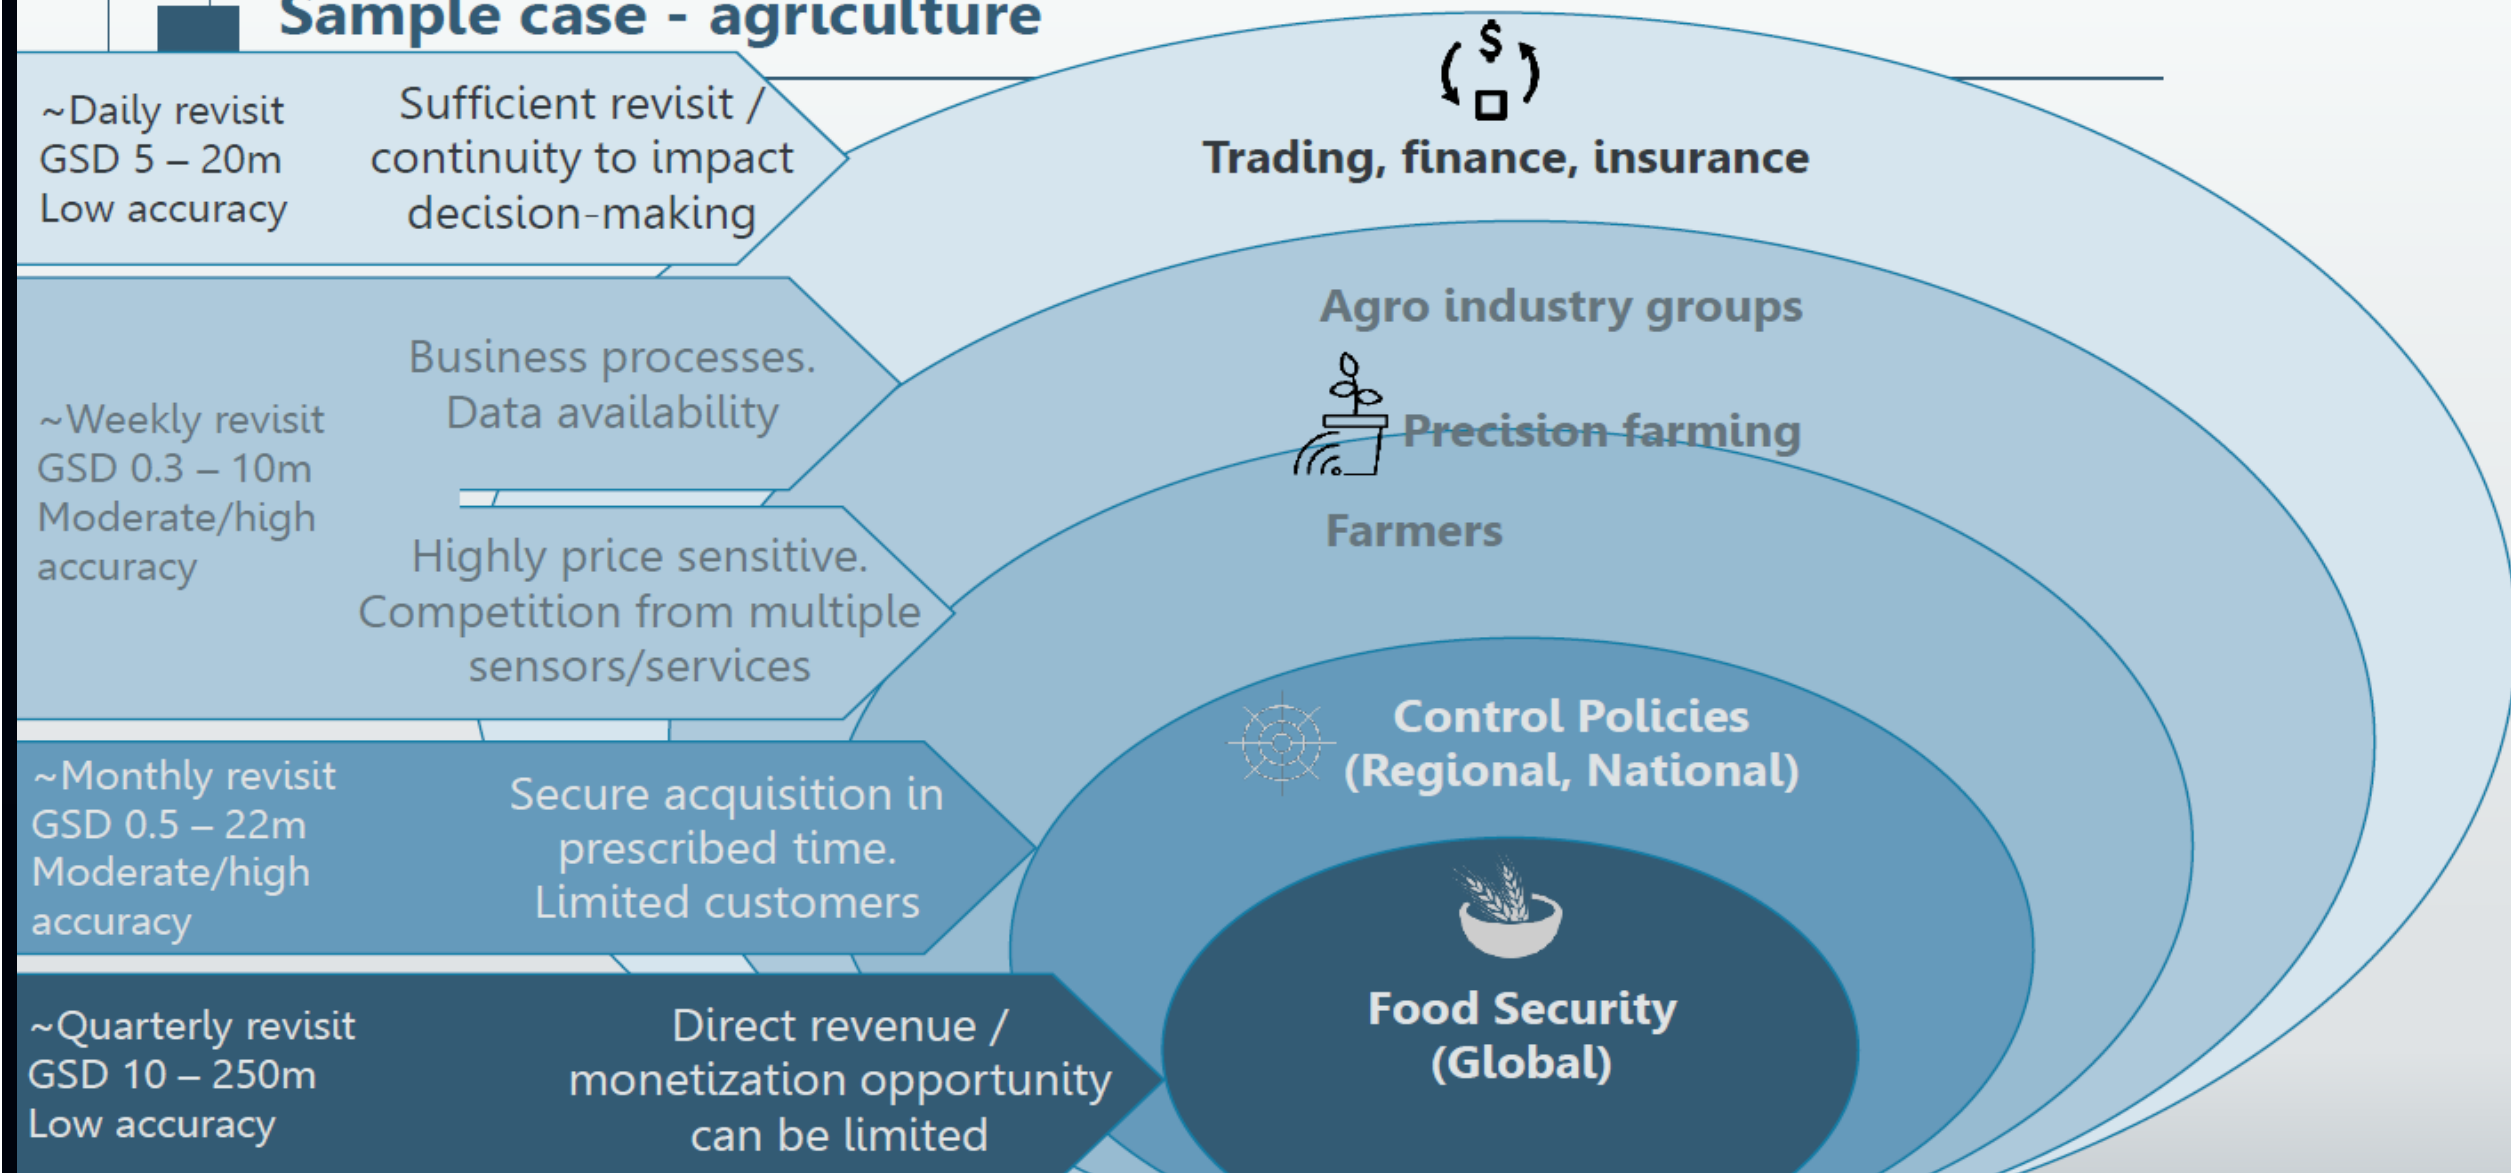 Sample case - agriculture
~Daily revisit
GSD 5 – 20m
Low accuracy
Sufficient revisit /
continuity to impact
decision-making
$
Trading, finance, insurance
~Weekly revisit
GSD 0.3 – 10m
Moderate/high
accuracy
Business processes.
Data availability
Agro industry groups
Precision farming
Highly price sensitive.
Competition from multiple
sensors/services
Farmers
~Monthly revisit
GSD 0.5 – 22m
Moderate/high
accuracy
Secure acquisition in
prescribed time.
Limited customers
Control Policies
(Regional, National)
~Quarterly revisit
GSD 10 – 250m
Low accuracy
Direct revenue /
monetization opportunity
can be limited
Food Security
(Global)